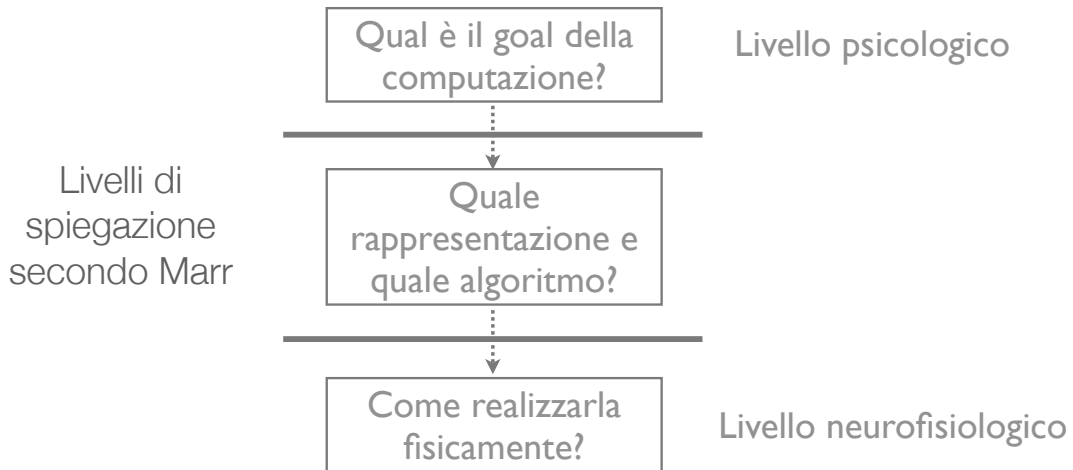 Qual è il goal della
computazione?
Livello psicologico
Livelli di
spiegazione
secondo Marr
Quale
rappresentazione e
quale algoritmo?
Come realizzarla
fisicamente?
Livello neurofisiologico